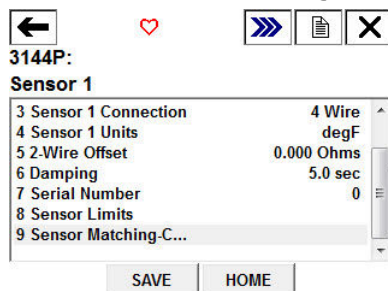 3144P:
Sensor 1
3 Sensor 1 Connection 4 Wire
4 Sensor 1 Units degF
5 2-Wire Offset 0.000 Ohms
6 Damping 5.0 sec
7 Serial Number 0
8 Sensor Limits
9 Sensor Matching-C...
SAVE HOME